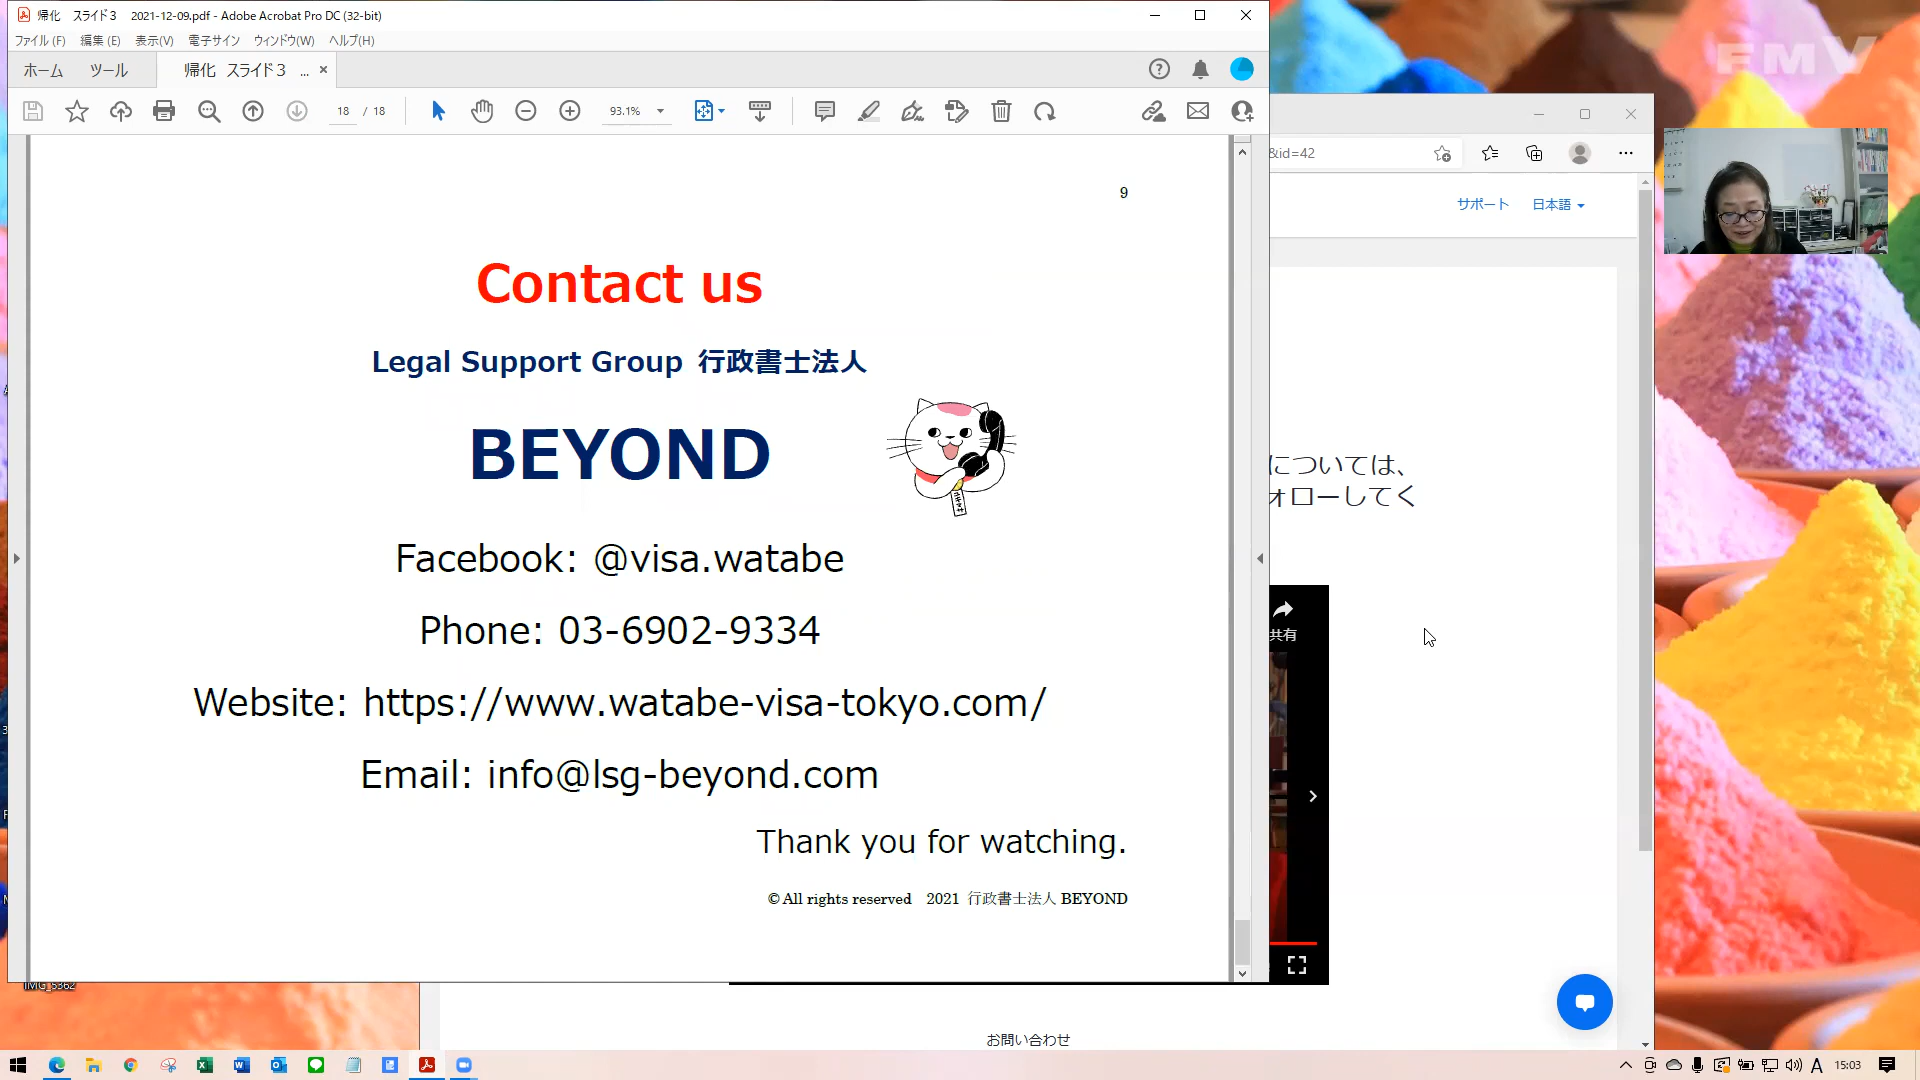 帰化 スライド３ 2021-12-09.pdf - Adobe Acrobat Pro DC (32-bit)
ファイル(F) 編集(E) 表示(V) 電子サイン ウィンドウ(W) ヘルプ(H)
ホーム ツール 帰化 スライド３ ... ×
18 / 18 93.1%
&id=42
サポート 日本語
FMV
9
Contact us
Legal Support Group 行政書士法人
BEYOND
については、
ォローしてく
Facebook: @visa.watabe
Phone: 03-6902-9334
共有
Website: https://www.watabe-visa-tokyo.com/
Email: info@lsg-beyond.com
Thank you for watching.
© All rights reserved 2021 行政書士法人 BEYOND
IMG_5362
お問い合わせ
A 15:03